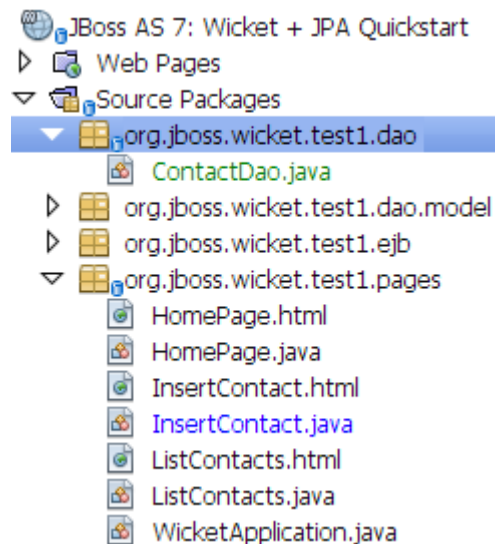 JBoss AS 7: Wicket + JPA Quickstart
Web Pages
Source Packages
org.jboss.wicket.test1.dao
ContactDao.java
org.jboss.wicket.test1.dao.model
org.jboss.wicket.test1.ejb
org.jboss.wicket.test1.pages
HomePage.html
HomePage.java
InsertContact.html
InsertContact.java
ListContacts.html
ListContacts.java
WicketApplication.java